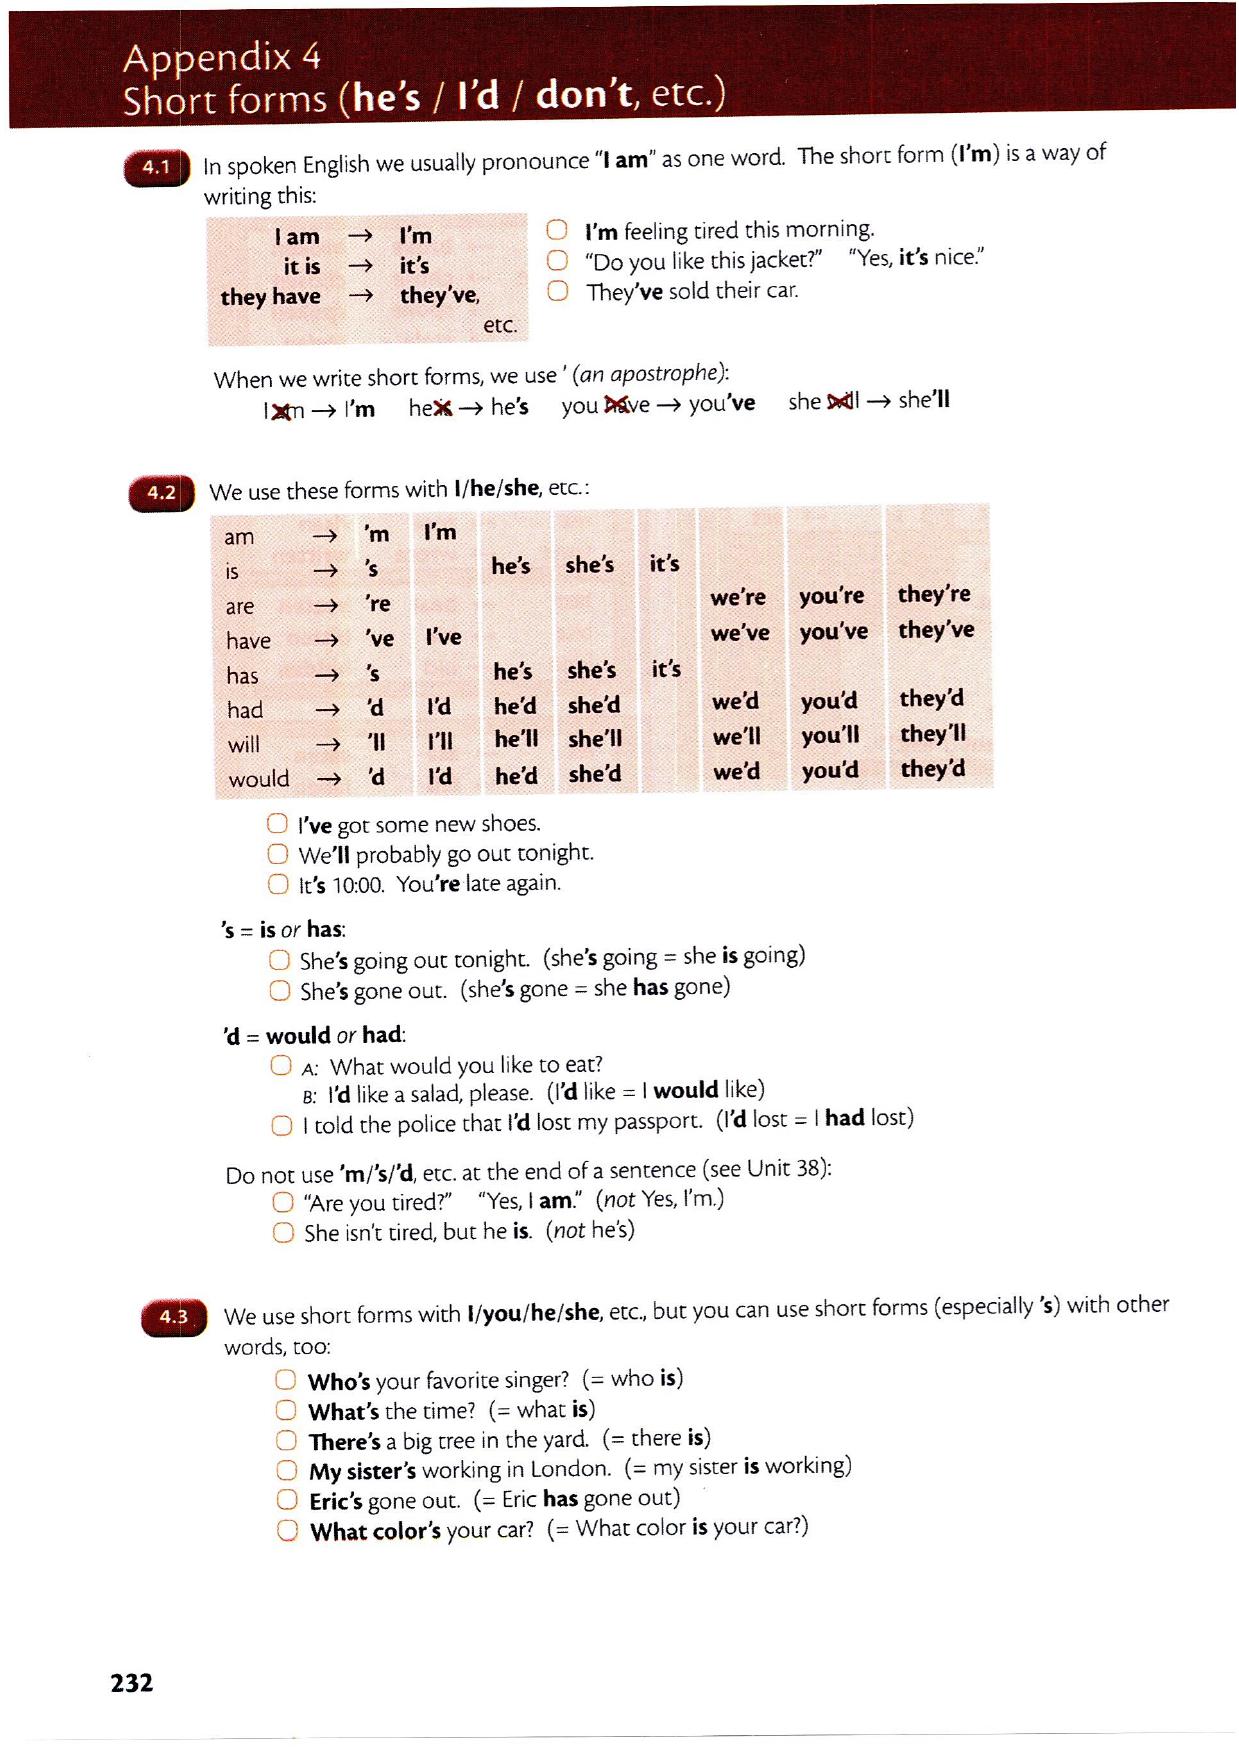 Appendix 4
Short forms (he's / I'd / don't, etc.)
4.1 In spoken English we usually pronounce "I am" as one word. The short form (I'm) is a way of
writing this:
I am → I'm
it is → it's
they have → they've,
etc.
I'm feeling tired this morning.
"Do you like this jacket?" "Yes, it's nice."
They've sold their car.
When we write short forms, we use ' (an apostrophe):
I am → I'm he is → he's you have → you've she will → she'll
4.2 We use these forms with I/he/she, etc.:
am → 'm I'm
is → 's he's she's it's
are → 're we're you're they're
have → 've I've we've you've they've
has → 's he's she's it's
had → 'd I'd he'd she'd we'd you'd they'd
will → 'll I'll he'll she'll we'll you'll they'll
would → 'd I'd he'd she'd we'd you'd they'd
I've got some new shoes.
We'll probably go out tonight.
It's 10:00. You're late again.
's = is or has:
She's going out tonight. (she's going = she is going)
She's gone out. (she's gone = she has gone)
'd = would or had:
A: What would you like to eat?
B: I'd like a salad, please. (I'd like = I would like)
I told the police that I'd lost my passport. (I'd lost = I had lost)
Do not use 'm/'s/'d, etc. at the end of a sentence (see Unit 38):
"Are you tired?" "Yes, I am." (not Yes, I'm.)
She isn't tired, but he is. (not he's)
4.3 We use short forms with I/you/he/she, etc., but you can use short forms (especially 's) with other
words, too:
Who's your favorite singer? (= who is)
What's the time? (= what is)
There's a big tree in the yard. (= there is)
My sister's working in London. (= my sister is working)
Eric's gone out. (= Eric has gone out)
What color's your car? (= What color is your car?)
232